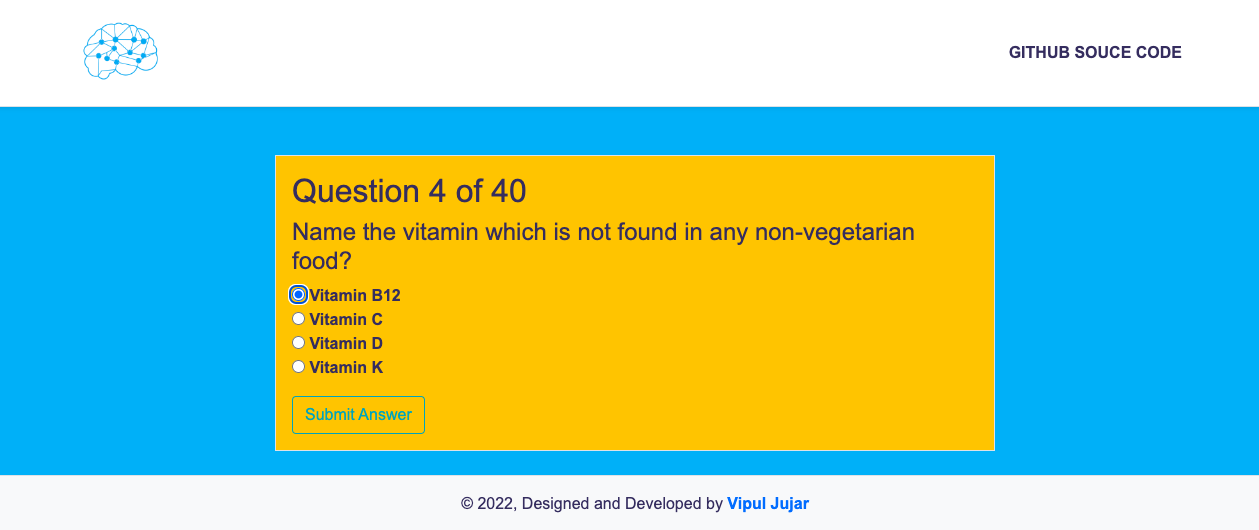 GITHUB SOUCE CODE
Question 4 of 40
Name the vitamin which is not found in any non-vegetarian
food?
Vitamin B12
Vitamin C
Vitamin D
Vitamin K
Submit Answer
© 2022, Designed and Developed by Vipul Jujar